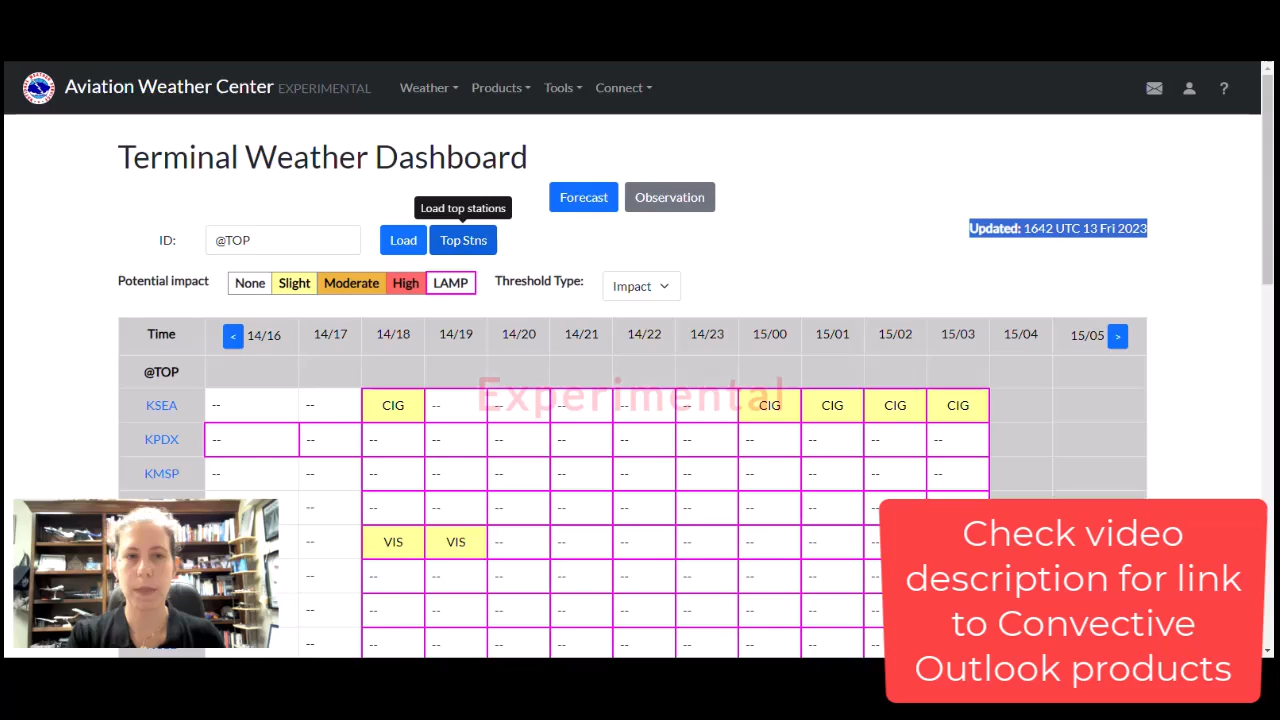 Aviation Weather Center EXPERIMENTAL Weather Products Tools Connect ?
Terminal Weather Dashboard
Forecast Observation
Load top stations
Updated: 1642 UTC 13 Fri 2023
ID: @TOP Load Top Stns
Potential impact None Slight Moderate High LAMP Threshold Type: Impact
Time < 14/16 14/17 14/18 14/19 14/20 14/21 14/22 14/23 15/00 15/01 15/02 15/03 15/04 15/05 >
@TOP
Experimental
KSEA -- -- CIG -- -- -- -- -- CIG CIG CIG CIG
KPDX -- -- -- -- -- -- -- -- -- -- -- --
KMSP -- -- -- -- -- -- -- -- -- -- -- --
-- -- -- -- -- -- -- -- --
-- VIS VIS -- -- -- -- -- --
-- -- -- -- -- -- -- -- --
-- -- -- -- -- -- -- -- --
-- -- -- -- -- -- -- -- --
Check video
description for link
to Convective
Outlook products